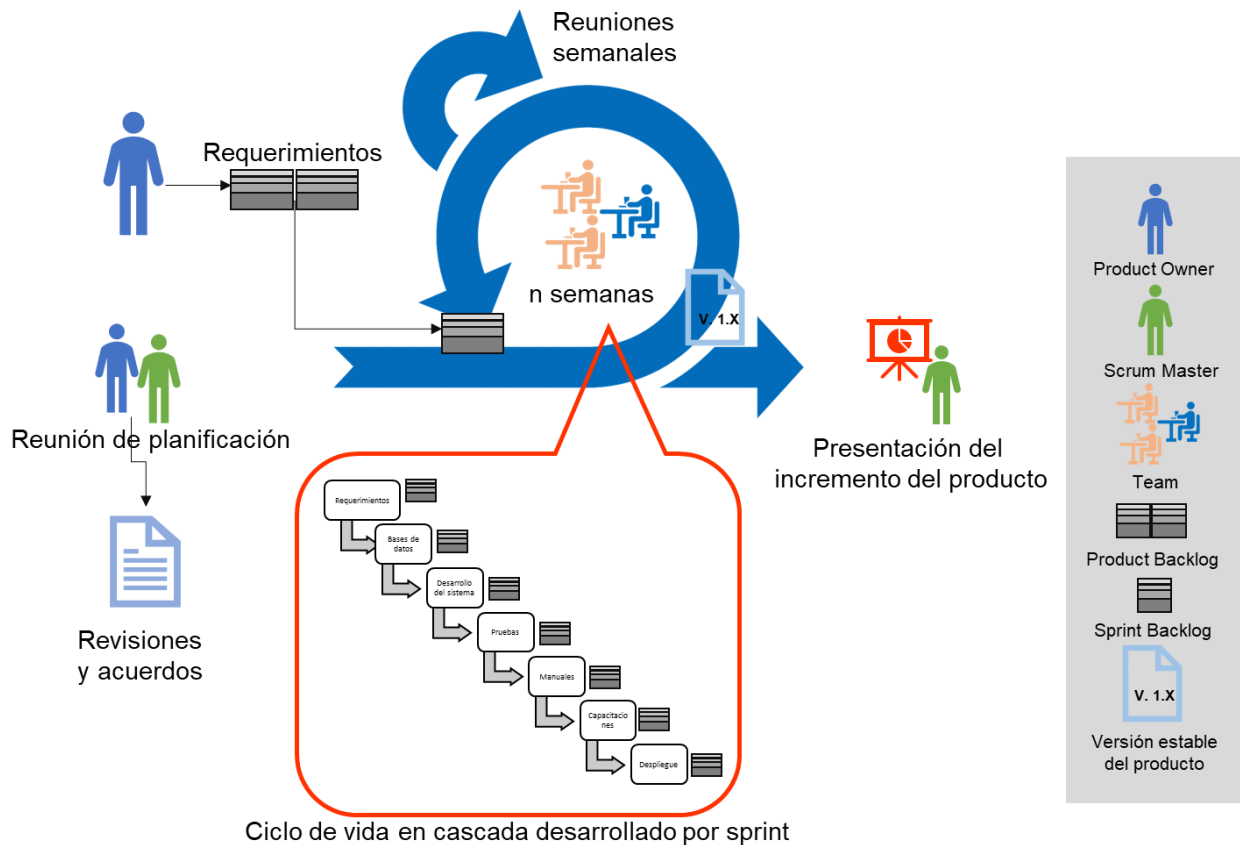 Reuniones
semanales
Requerimientos
n semanas
V. 1.X
Reunión de planificación
Revisiones
y acuerdos
Presentación del
incremento del producto
Requerimientos
Bases de
datos
Desarrollo
del sistema
Pruebas
Manuales
Capacitacio
nes
Despliegue
Ciclo de vida en cascada desarrollado por sprint
Product Owner
Scrum Master
Team
Product Backlog
Sprint Backlog
V. 1.X
Versión estable
del producto